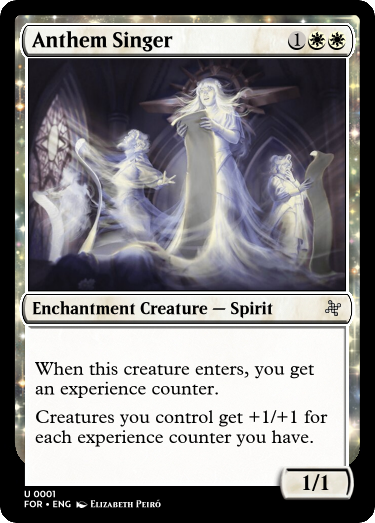 Anthem Singer 1
Enchantment Creature — Spirit
When this creature enters, you get
an experience counter.
Creatures you control get +1/+1 for
each experience counter you have.
1/1
U 0001
FOR • ENG Elizabeth Peiró